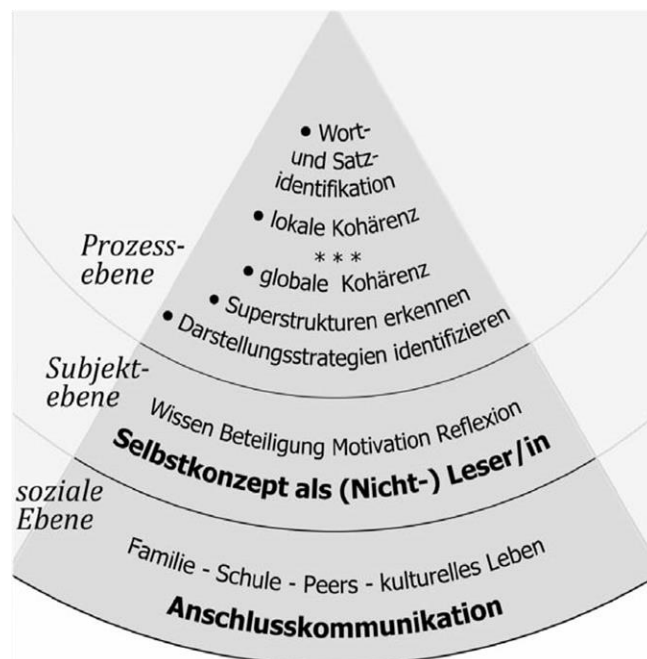 • Wort-
und Satz-
identifikation
• lokale Kohärenz
* * *
• globale Kohärenz
• Superstrukturen erkennen
• Darstellungsstrategien identifizieren
Prozess-
ebene
Wissen Beteiligung Motivation Reflexion
Selbstkonzept als (Nicht-) Leser/in
Subjekt-
ebene
Familie - Schule - Peers - kulturelles Leben
Anschlusskommunikation
soziale
Ebene